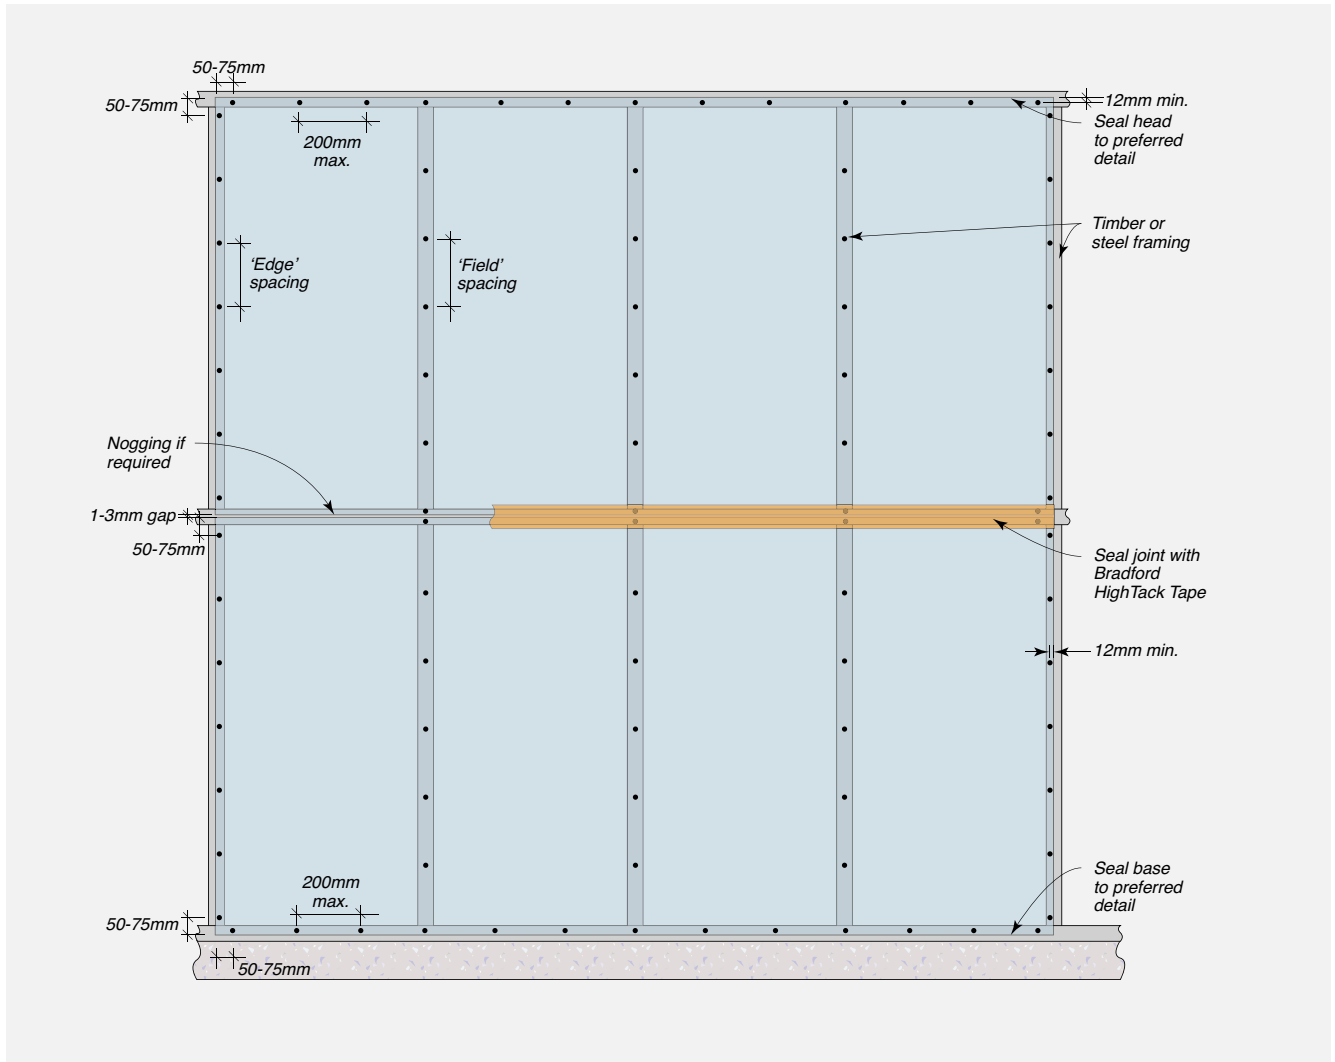 50-75mm
50-75mm
12mm min.
Seal head
to preferred
detail
200mm
max.
Timber or
steel framing
‘Edge’
spacing
‘Field’
spacing
Nogging if
required
1-3mm gap
50-75mm
Seal joint with
Bradford
HighTack Tape
12mm min.
Seal base
to preferred
detail
200mm
max.
50-75mm
50-75mm